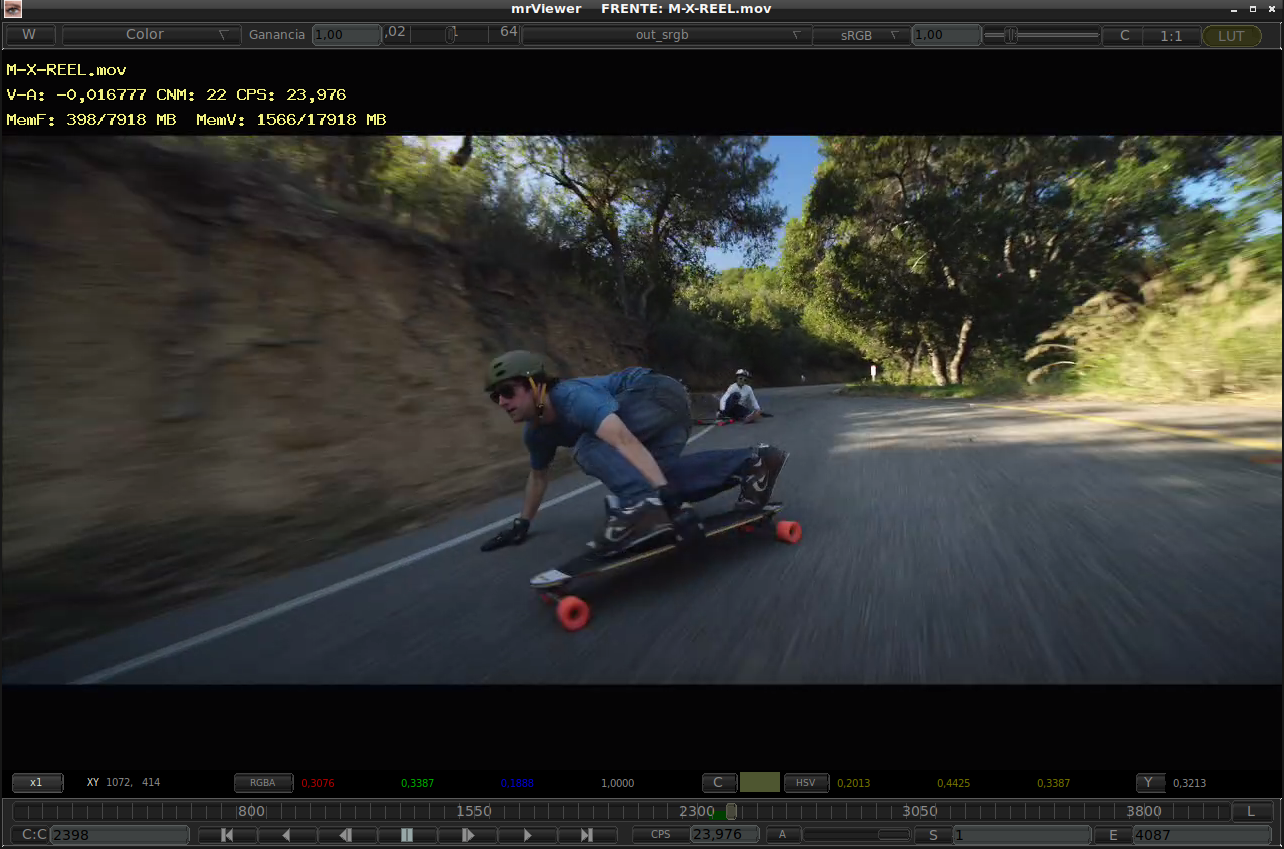 mrViewer FRENTE: M-X-REEL.mov
W Color Ganancia 1,00 ,02 1 64 out_srgb sRGB 1,00 C 1:1 LUT
M-X-REEL.mov
V-A: -0,016777 CNM: 22 CPS: 23,976
MemF: 398/7918 MB MemV: 1566/17918 MB
x1 XY 1072, 414 RGBA 0,3076 0,3387 0,1888 1,0000 C HSV 0,2013 0,4425 0,3387 Y 0,3213
800 1550 2300 3050 3800 L
C:C 2398 CPS 23,976 A S 1 E 4087